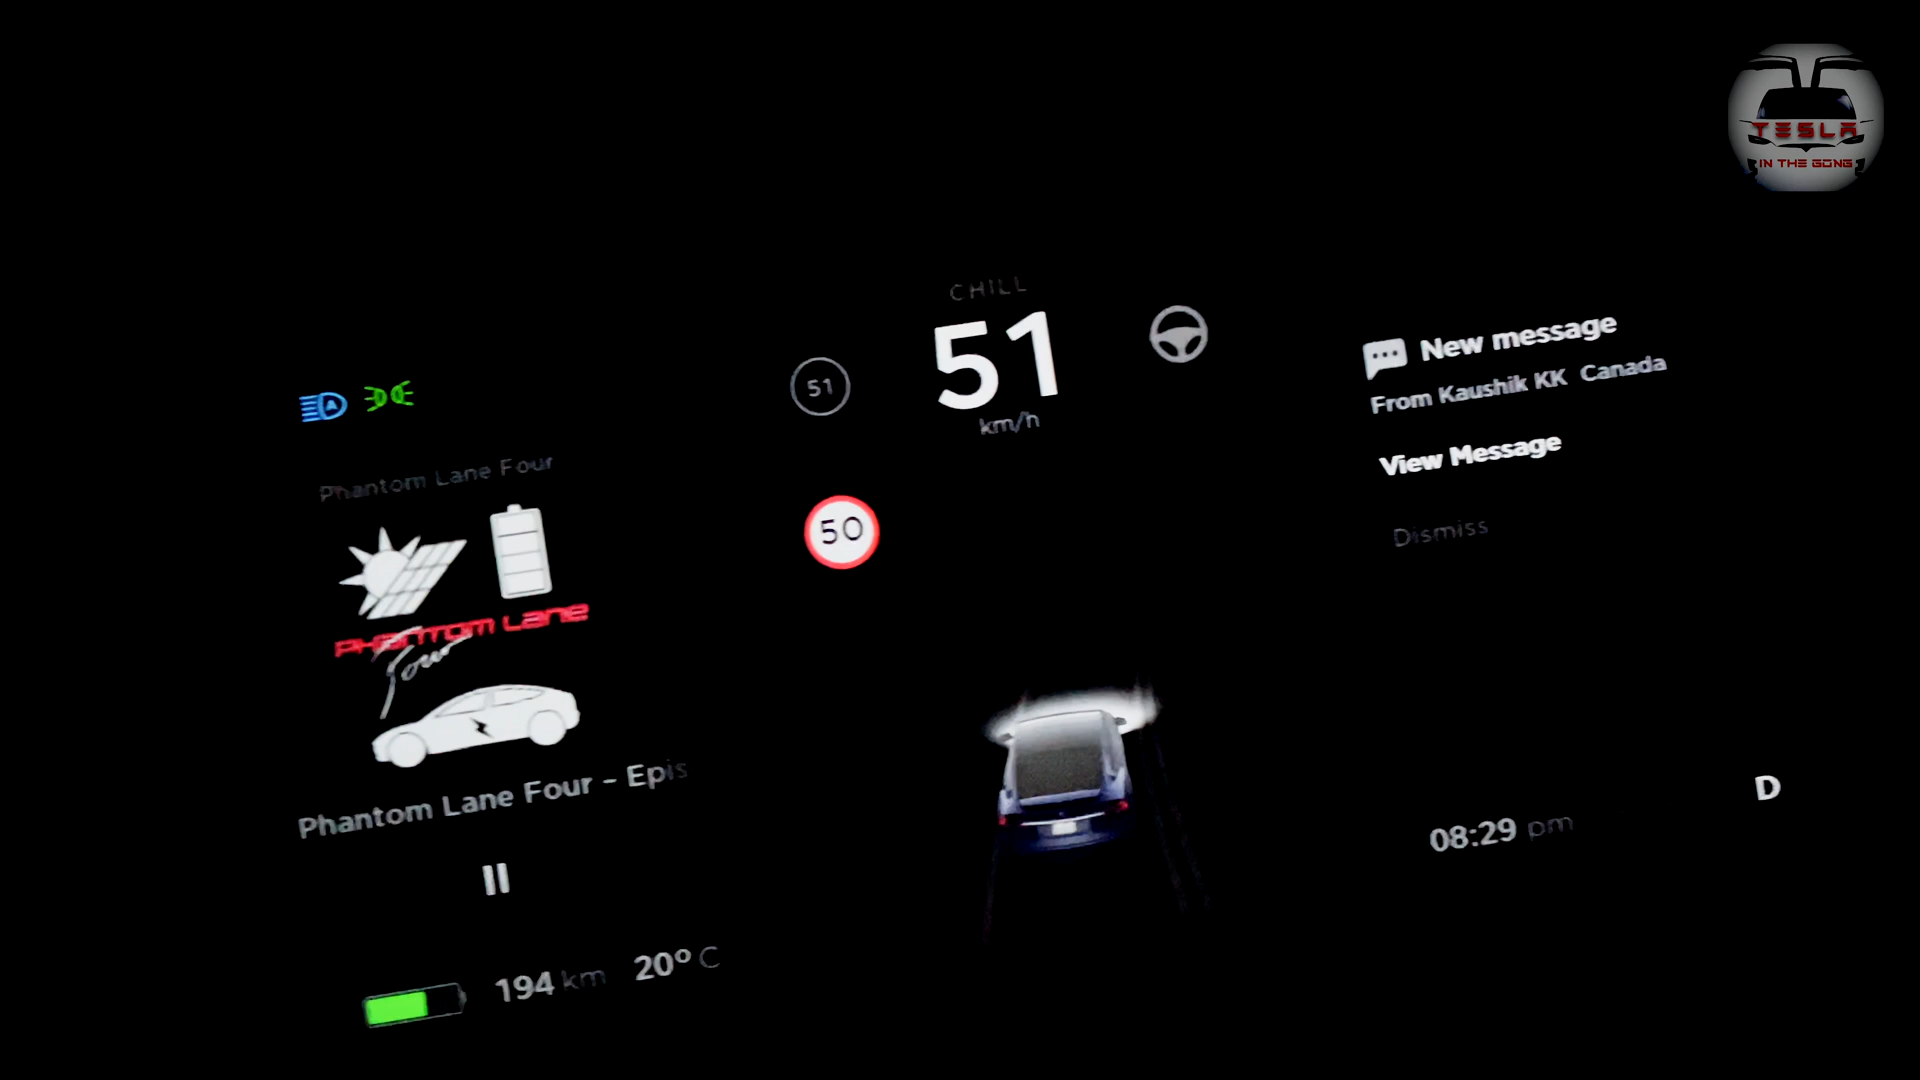 TESLA
IN THE GONG
CHILL
51
51
km/h
50
New message
From Kaushik KK Canada
View Message
Dismiss
A
Phantom Lane Four
PHANTOM LANE
Four
Phantom Lane Four - Epis
194 km 20° C
08:29 pm
D